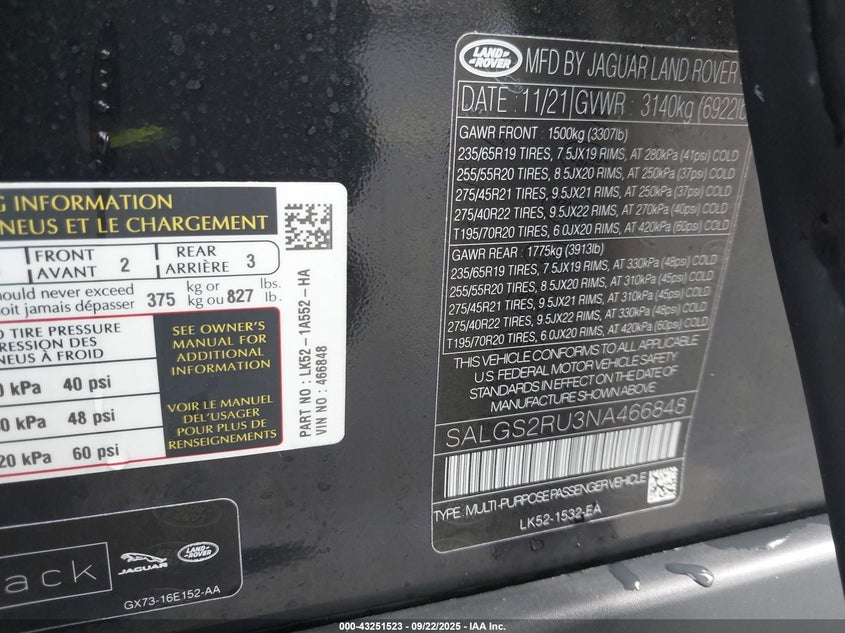 G INFORMATION
NEUS ET LE CHARGEMENT
FRONT
AVANT 2
REAR
ARRIÈRE 3
ould never exceed
oit jamais dépasser 375 kg or
kg ou 827 lbs.
lb.
D TIRE PRESSURE
RESSION DES
NEUS À FROID
0 kPa 40 psi
0 kPa 48 psi
20 kPa 60 psi
SEE OWNER'S
MANUAL FOR
ADDITIONAL
INFORMATION
VOIR LE MANUEL
DE L'USAGER
POUR PLUS DE
RENSEIGNEMENTS
PART NO : LK52-1A552-HA
VIN NO : 466848
ack
JAGUAR
LAND
ROVER
GX73-16E152-AA
LAND
ROVER
MFD BY JAGUAR LAND ROVER
DATE : 11/21 GVWR : 3140kg (6922lb
GAWR FRONT : 1500kg (3307lb)
235/65R19 TIRES, 7.5JX19 RIMS, AT 280kPa (41psi) COLD
255/55R20 TIRES, 8.5JX20 RIMS, AT 250kPa (37psi) COLD
275/45R21 TIRES, 9.5JX21 RIMS, AT 250kPa (37psi) COLD
275/40R22 TIRES, 9.5JX22 RIMS, AT 270kPa (40psi) COLD
T195/70R20 TIRES, 6.0JX20 RIMS, AT 420kPa (60psi) COLD
GAWR REAR : 1775kg (3913lb)
235/65R19 TIRES, 7.5JX19 RIMS, AT 330kPa (48psi) COLD
255/55R20 TIRES, 8.5JX20 RIMS, AT 310kPa (45psi) COLD
275/45R21 TIRES, 9.5JX21 RIMS, AT 310kPa (45psi) COLD
275/40R22 TIRES, 9.5JX22 RIMS, AT 330kPa (48psi) COLD
T195/70R20 TIRES, 6.0JX20 RIMS, AT 420kPa (60psi) COLD
THIS VEHICLE CONFORMS TO ALL APPLICABLE
U.S. FEDERAL MOTOR VEHICLE SAFETY
STANDARDS IN EFFECT ON THE DATE OF
MANUFACTURE SHOWN ABOVE
SALGS2RU3NA466848
TYPE: MULTI-PURPOSE PASSENGER VEHICLE
LK52-1532-EA
000-43251523 - 09/22/2025 - IAA Inc.